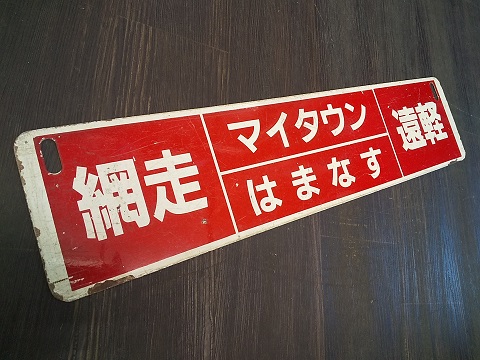 網走
マイタウン
はまなす
遠軽